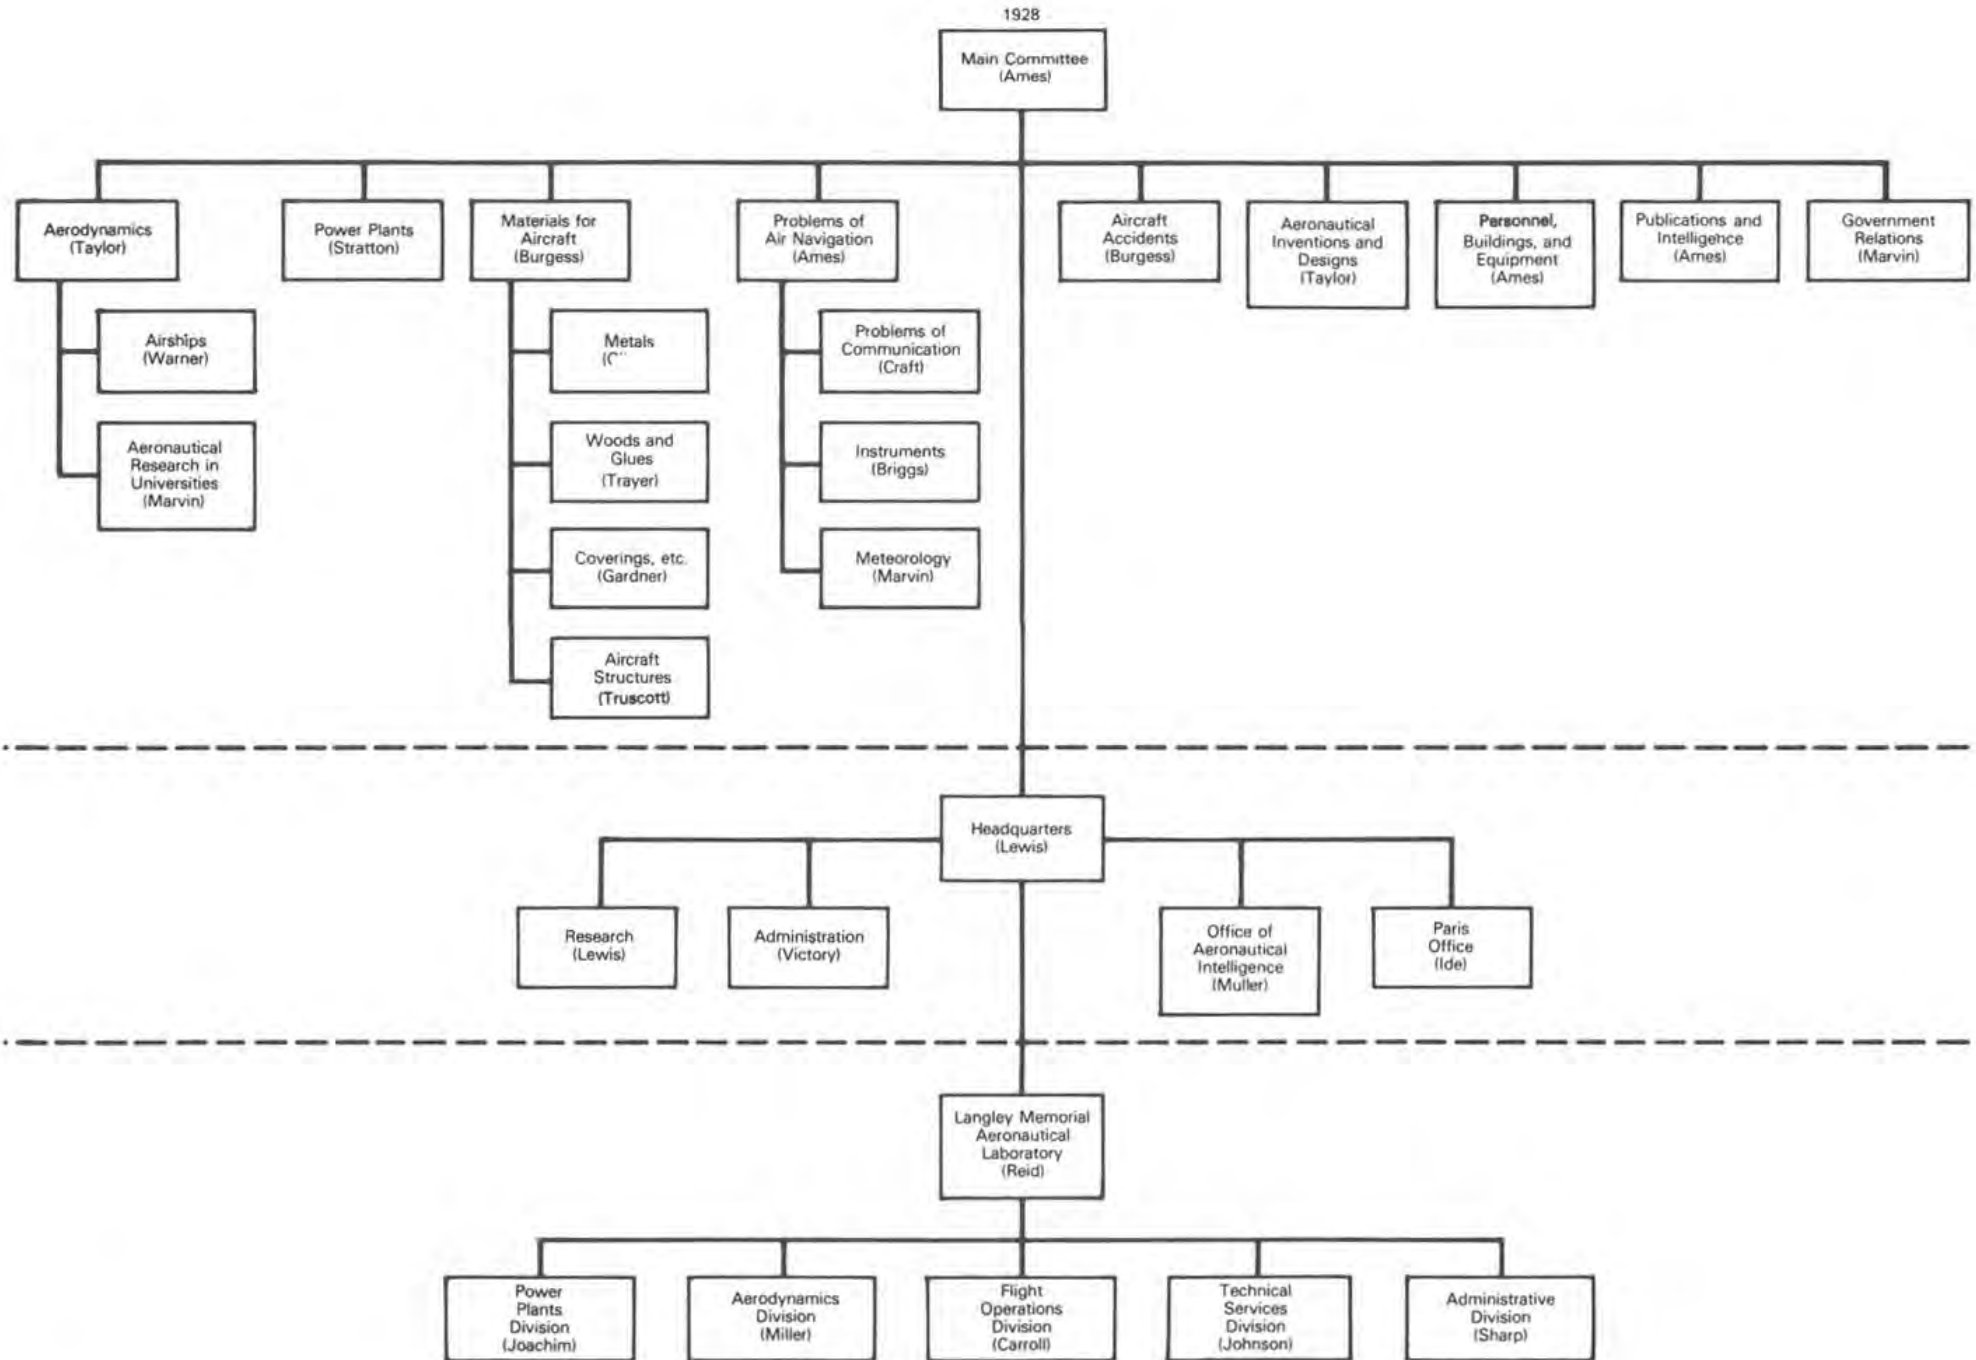 1928
Main Committee
(Ames)
Aerodynamics
(Taylor)
Power Plants
(Stratton)
Materials for
Aircraft
(Burgess)
Problems of
Air Navigation
(Ames)
Aircraft
Accidents
(Burgess)
Aeronautical
Inventions and
Designs
(Taylor)
Personnel,
Buildings, and
Equipment
(Ames)
Publications and
Intelligence
(Ames)
Government
Relations
(Marvin)
Airships
(Warner)
Aeronautical
Research in
Universities
(Marvin)
Metals
Woods and
Glues
(Trayer)
Coverings, etc.
(Gardner)
Aircraft
Structures
(Truscott)
Problems of
Communication
(Craft)
Instruments
(Briggs)
Meteorology
(Marvin)
Headquarters
(Lewis)
Research
(Lewis)
Administration
(Victory)
Office of
Aeronautical
Intelligence
(Muller)
Paris
Office
(Ide)
Langley Memorial
Aeronautical
Laboratory
(Reid)
Power
Plants
Division
(Joachim)
Aerodynamics
Division
(Miller)
Flight
Operations
Division
(Carroll)
Technical
Services
Division
(Johnson)
Administrative
Division
(Sharp)